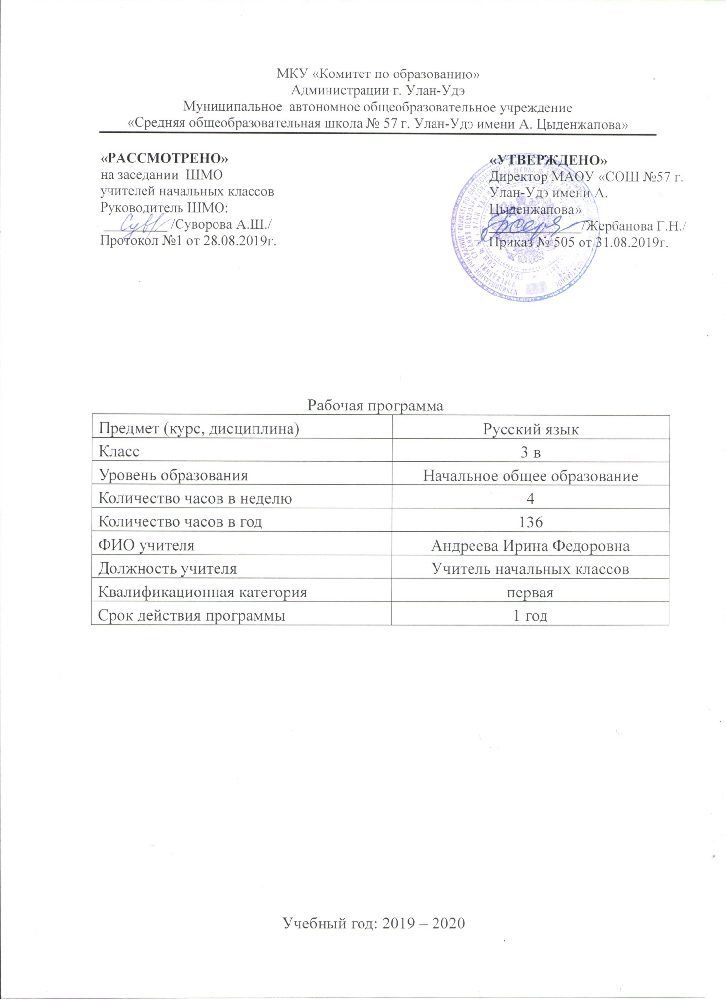 МКУ «Комитет по образованию»
Администрации г. Улан-Удэ
Муниципальное автономное общеобразовательное учреждение
«Средняя общеобразовательная школа № 57 г. Улан-Удэ имени А. Цыденжапова»
«РАССМОТРЕНО»
на заседании ШМО
учителей начальных классов
Руководитель ШМО:
/Суворова А.Ш./
Протокол №1 от 28.08.2019г.
«УТВЕРЖДЕНО»
Директор МАОУ «СОШ №57 г.
Улан-Удэ имени А.
Цыденжапова»
/Жербанова Г.Н./
Приказ № 505 от 31.08.2019г.
Рабочая программа
Предмет (курс, дисциплина) Русский язык
Класс 3 в
Уровень образования Начальное общее образование
Количество часов в неделю 4
Количество часов в год 136
ФИО учителя Андреева Ирина Федоровна
Должность учителя Учитель начальных классов
Квалификационная категория первая
Срок действия программы 1 год
Учебный год: 2019 – 2020